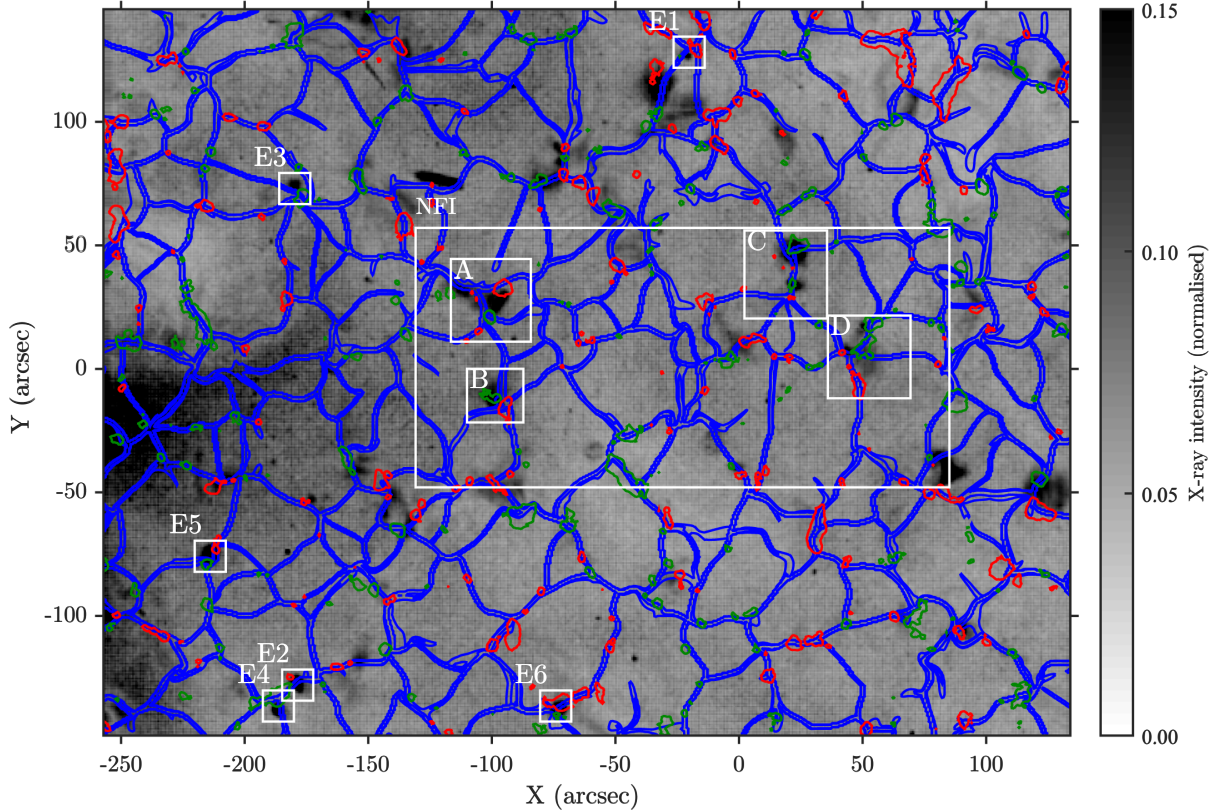 E1
0.15
100
E3
NFI
50
C
A
0.10
D
0
B
Y (arcsec)
X-ray intensity (normalised)
-50
0.05
E5
-100
E2
E4
E6
0.00
-250 -200 -150 -100 -50 0 50 100
X (arcsec)